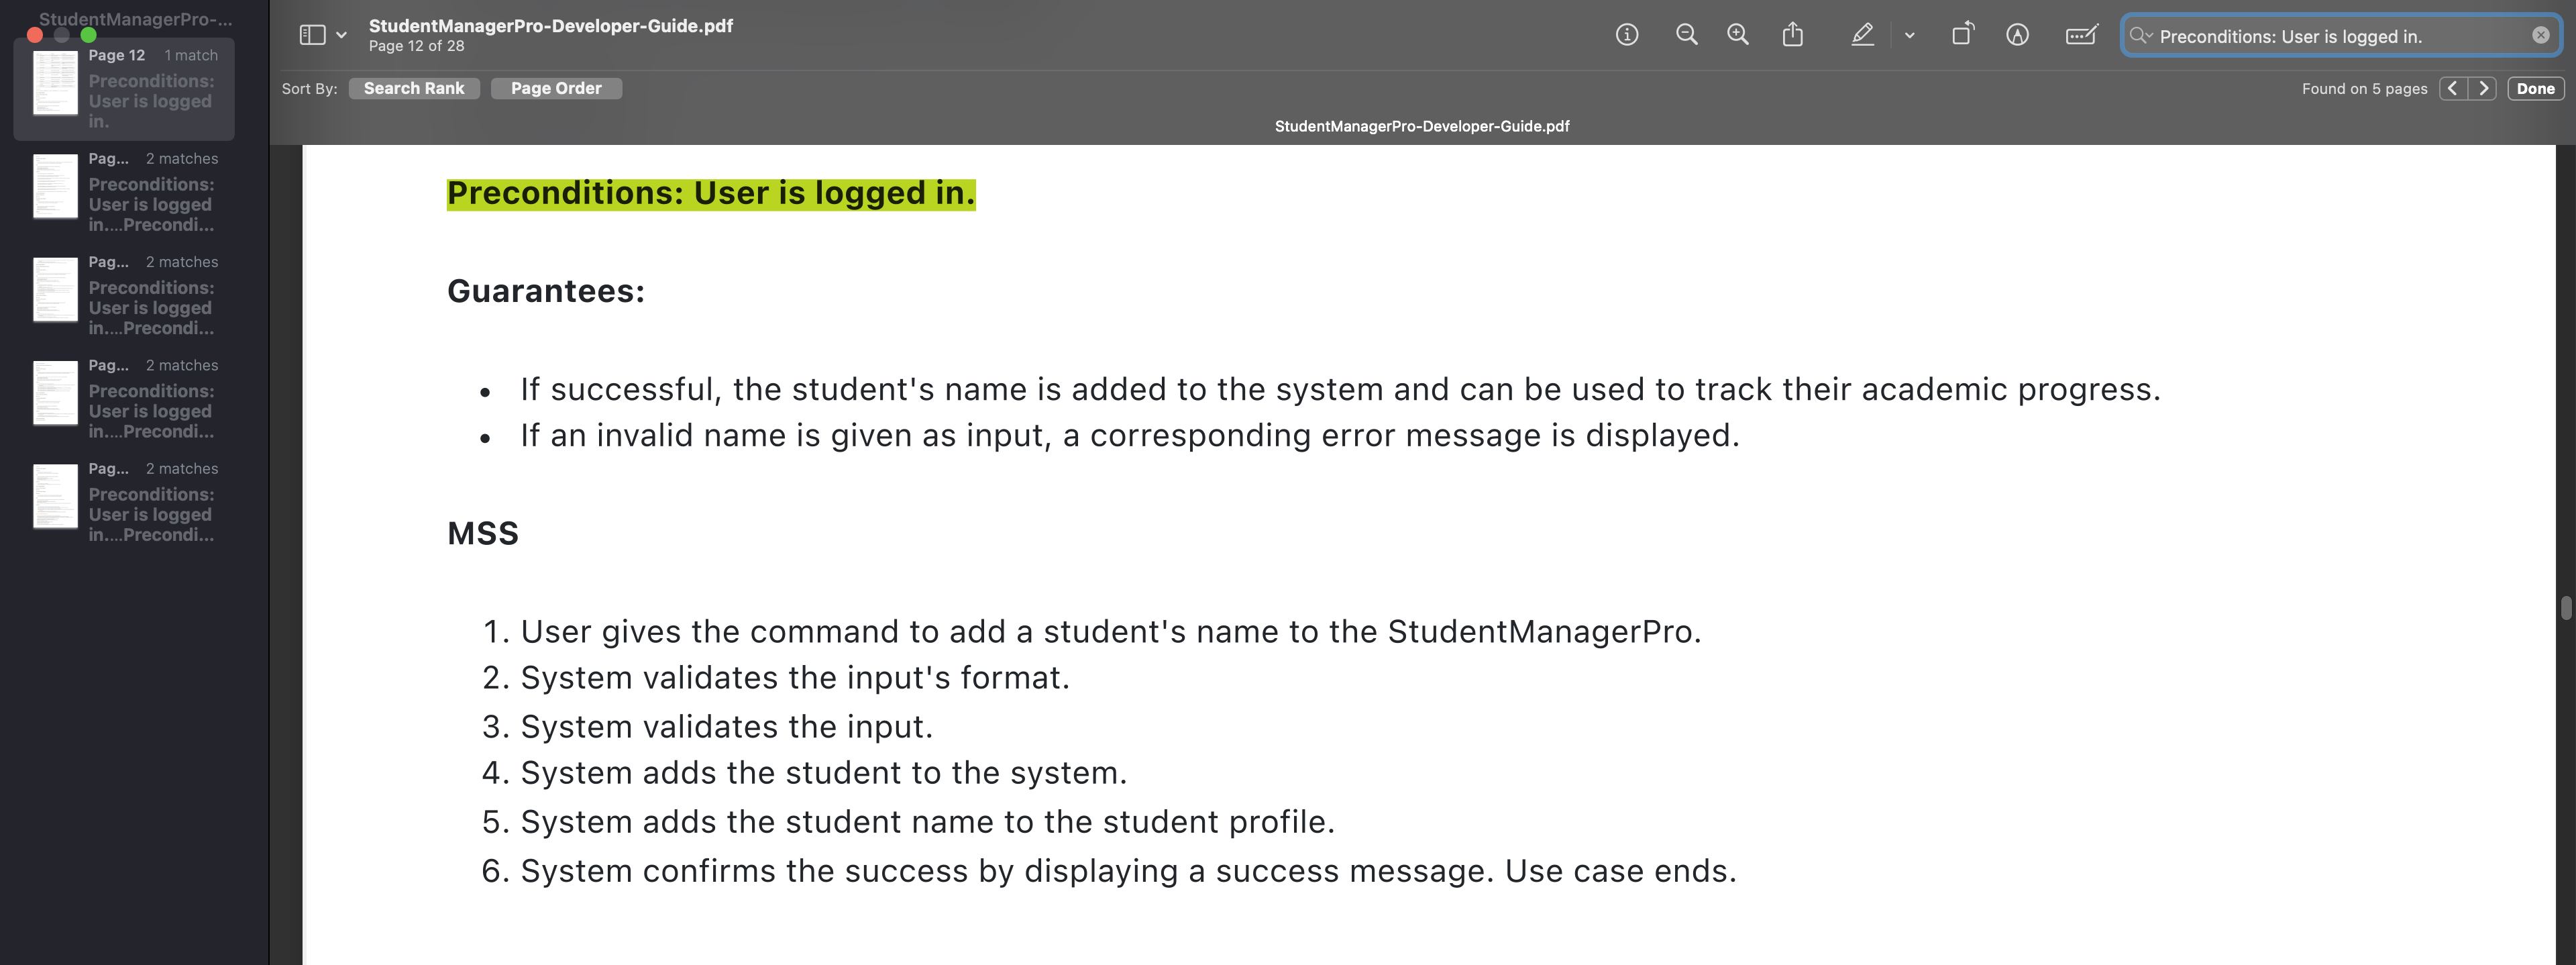 StudentManagerPro-...
Page 12 1 match
Preconditions:
User is logged
in.
Pag... 2 matches
Preconditions:
User is logged
in....Precondi...
Pag... 2 matches
Preconditions:
User is logged
in....Precondi...
Pag... 2 matches
Preconditions:
User is logged
in....Precondi...
Pag... 2 matches
Preconditions:
User is logged
in....Precondi...
StudentManagerPro-Developer-Guide.pdf
Page 12 of 28
Preconditions: User is logged in.
Sort By: Search Rank Page Order
Found on 5 pages Done
StudentManagerPro-Developer-Guide.pdf
Preconditions: User is logged in.
Guarantees:
• If successful, the student's name is added to the system and can be used to track their academic progress.
• If an invalid name is given as input, a corresponding error message is displayed.
MSS
1. User gives the command to add a student's name to the StudentManagerPro.
2. System validates the input's format.
3. System validates the input.
4. System adds the student to the system.
5. System adds the student name to the student profile.
6. System confirms the success by displaying a success message. Use case ends.